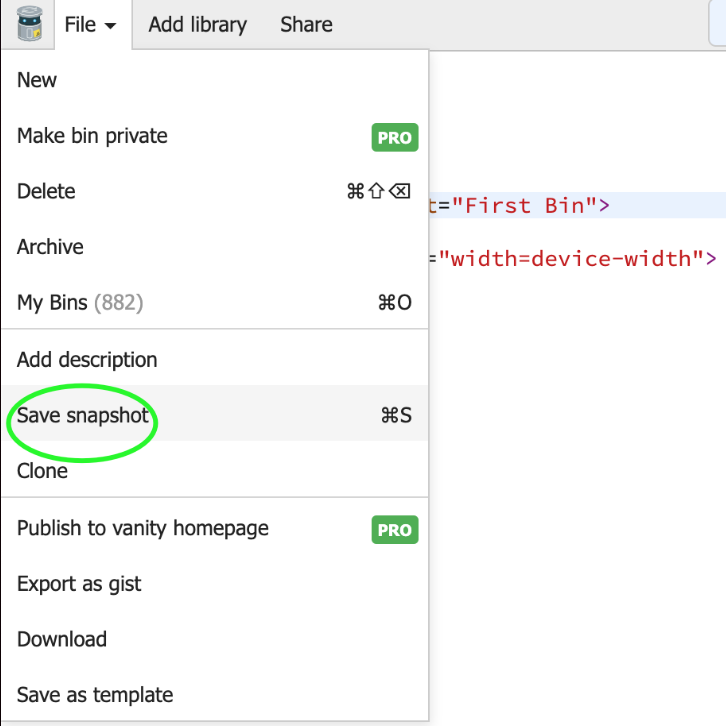 File Add library Share
New
Make bin private PRO
Delete ⌘⇧⌫
t="First Bin">
Archive
="width=device-width">
My Bins (882) ⌘O
Add description
Save snapshot ⌘S
Clone
Publish to vanity homepage PRO
Export as gist
Download
Save as template